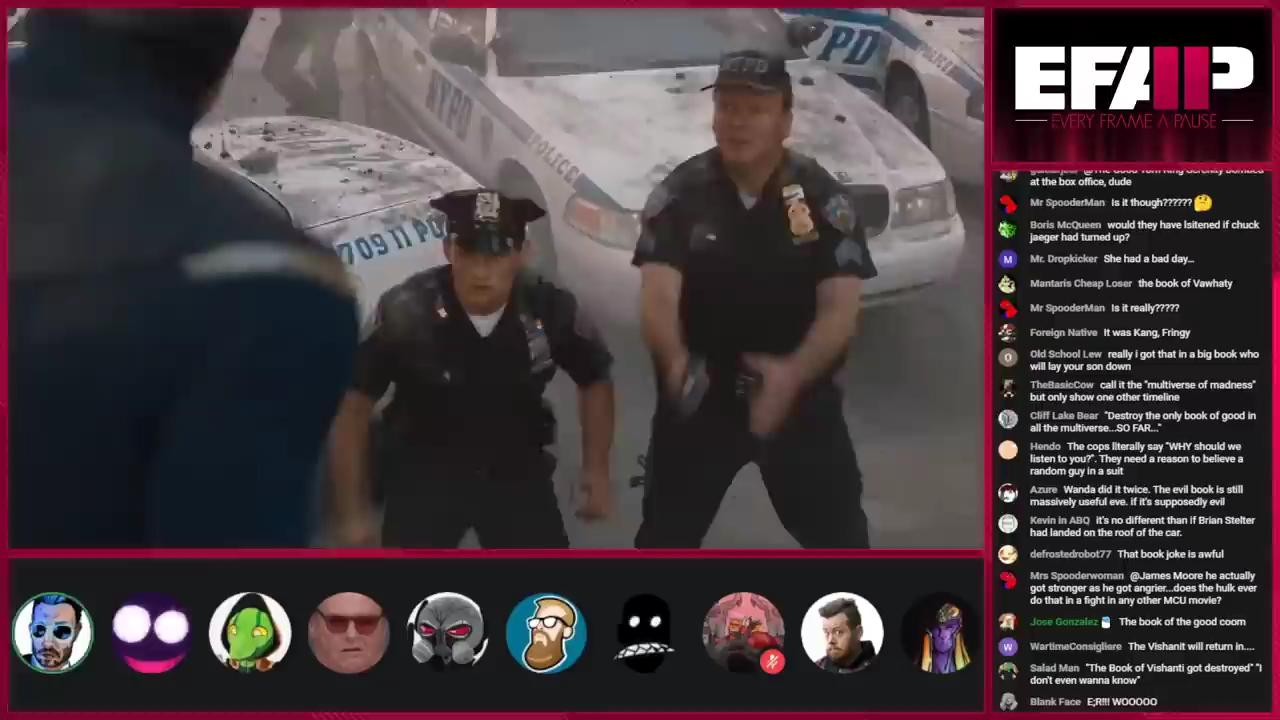 NYPD
POLICE
PD
POLICE
NYPD
709 11 PC
EFAP
EVERY FRAME A PAUSE
at the box office, dude
Mr SpooderMan Is it though?????? 🤔
Boris McQueen would they have lsitened if chuck
jaeger had turned up?
Mr. Dropkicker She had a bad day...
Mantaris Cheap Loser the book of Vawhaty
Mr SpooderMan Is it really?????
Foreign Native It was Kang, Fringy
Old School Lew really i got that in a big book who
will lay your son down
TheBasicCow call it the "multiverse of madness"
but only show one other timeline
Cliff Lake Bear "Destroy the only book of good in
all the multiverse...SO FAR..."
Hendo The cops literally say "WHY should we
listen to you?". They need a reason to believe a
random guy in a suit
Azure Wanda did it twice. The evil book is still
massively useful eve. if it's supposedly evil
Kevin in ABQ it's no different than if Brian Stelter
had landed on the roof of the car.
defrostedrobot77 That book joke is awful
Mrs Spooderwoman @James Moore he actually
got stronger as he got angrier...does the hulk ever
do that in a fight in any other MCU movie?
Jose Gonzalez The book of the good coom
WartimeConsigliere The Vishanit will return in....
Salad Man "The Book of Vishanti got destroyed" "I
don't even wanna know"
Blank Face E;R!!! WOOOOO